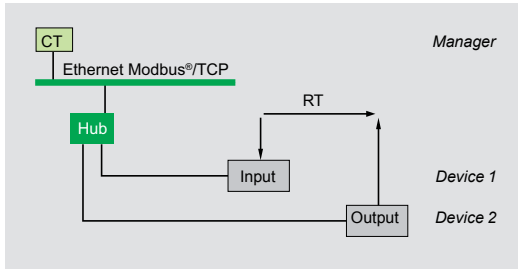 CT
Manager
Ethernet Modbus®/TCP
RT
Hub
Input
Device 1
Output
Device 2